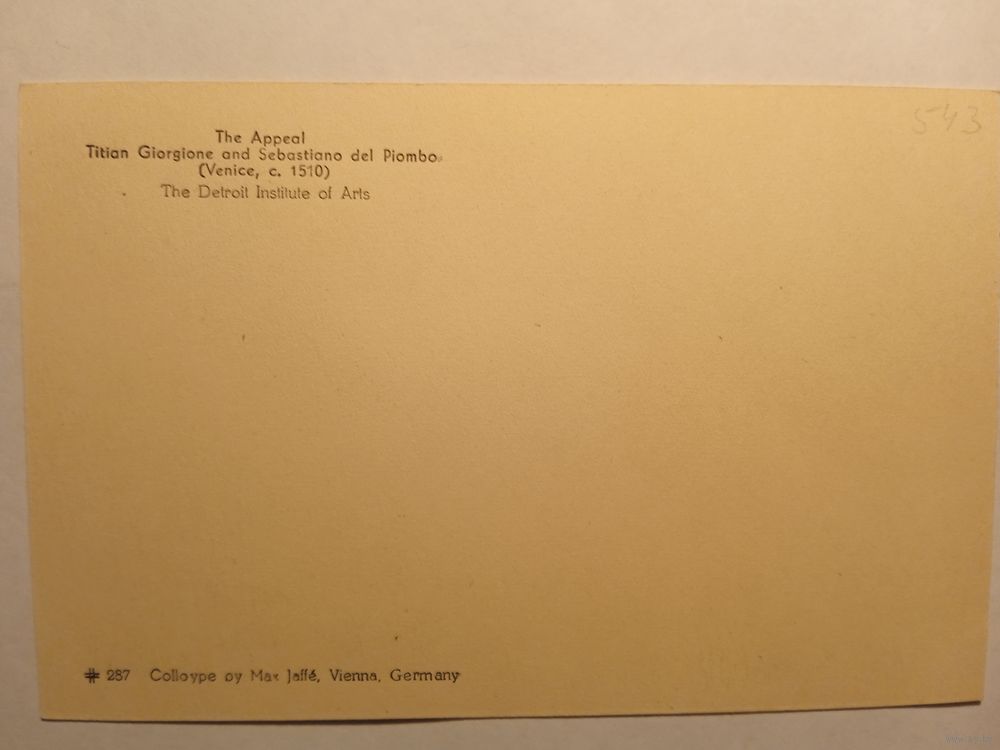 543
The Appeal
Titian Giorgione and Sebastiano del Piombo.
(Venice, c. 1510)
The Detroit Institute of Arts
# 287 Colloype by Max Jaffé, Vienna, Germany